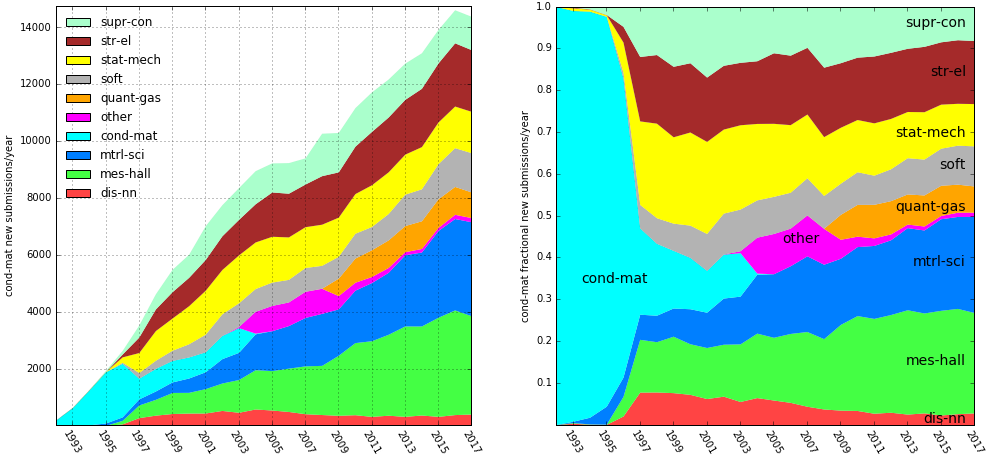 cond-mat new submissions/year
14000
12000
10000
8000
6000
4000
2000
supr-con
str-el
stat-mech
soft
quant-gas
other
cond-mat
mtrl-sci
mes-hall
dis-nn
1993
1995
1997
1999
2001
2003
2005
2007
2009
2011
2013
2015
2017
cond-mat fractional new submissions/year
1.0
0.9
0.8
0.7
0.6
0.5
0.4
0.3
0.2
0.1
supr-con
str-el
stat-mech
soft
quant-gas
other
mtrl-sci
cond-mat
mes-hall
dis-nn
1993
1995
1997
1999
2001
2003
2005
2007
2009
2011
2013
2015
2017